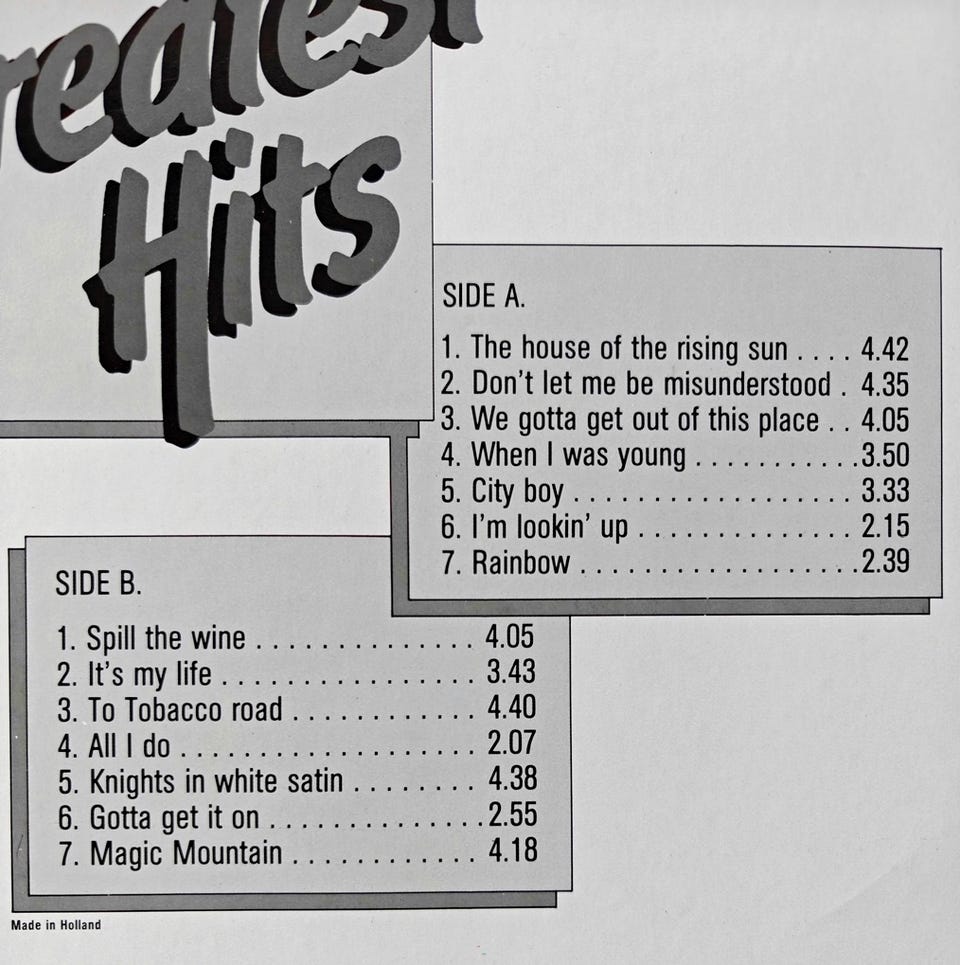 reatest
Hits
SIDE A.
1. The house of the rising sun . . . . 4.42
2. Don't let me be misunderstood . 4.35
3. We gotta get out of this place . . 4.05
4. When I was young . . . . . . . . . . .3.50
5. City boy . . . . . . . . . . . . . . . . . . 3.33
6. I'm lookin' up . . . . . . . . . . . . . . 2.15
7. Rainbow . . . . . . . . . . . . . . . . . .2.39
SIDE B.
1. Spill the wine . . . . . . . . . . . . . . 4.05
2. It's my life . . . . . . . . . . . . . . . . 3.43
3. To Tobacco road . . . . . . . . . . . . 4.40
4. All I do . . . . . . . . . . . . . . . . . . . 2.07
5. Knights in white satin . . . . . . . . 4.38
6. Gotta get it on . . . . . . . . . . . . . .2.55
7. Magic Mountain . . . . . . . . . . . . 4.18
Made in Holland